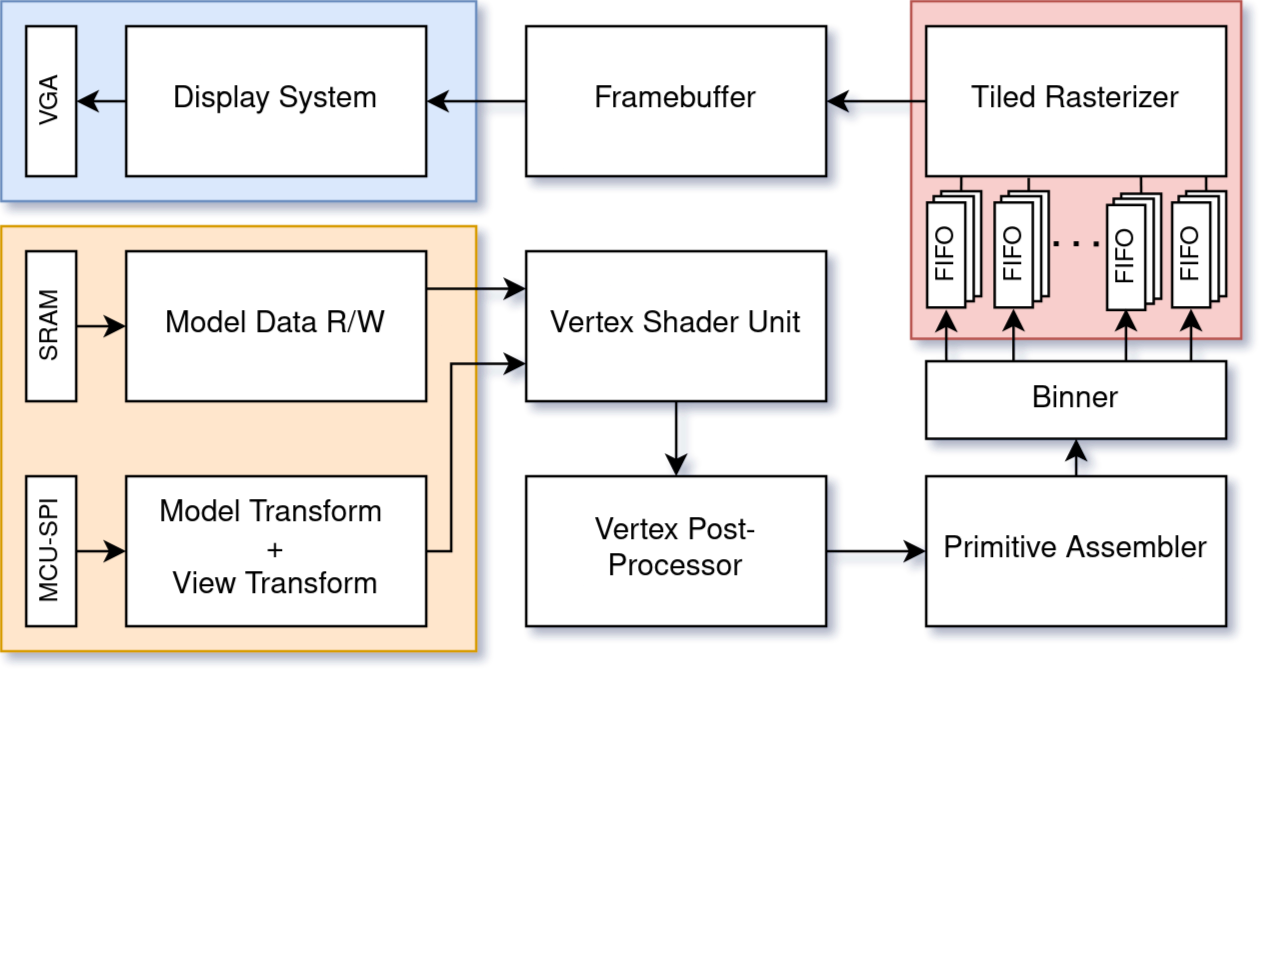 VGA
Display System
Framebuffer
Tiled Rasterizer
FIFO
FIFO
. . .
FIFO
FIFO
SRAM
Model Data R/W
Vertex Shader Unit
Binner
MCU-SPI
Model Transform
+
View Transform
Vertex Post-
Processor
Primitive Assembler